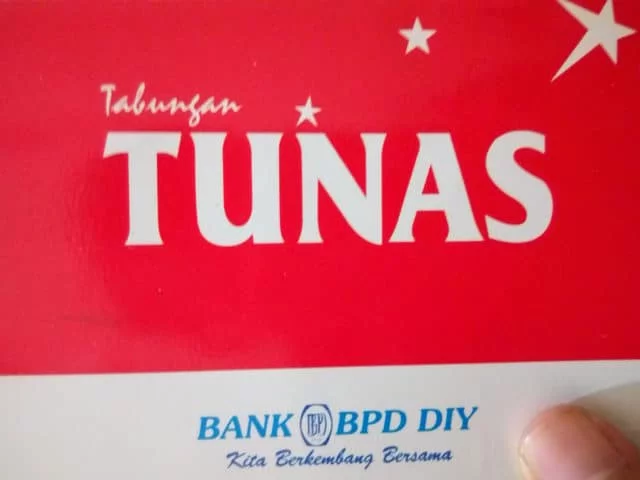 Tabungan
TUNAS
BANK BPD DIY
Kita Berkembang Bersama